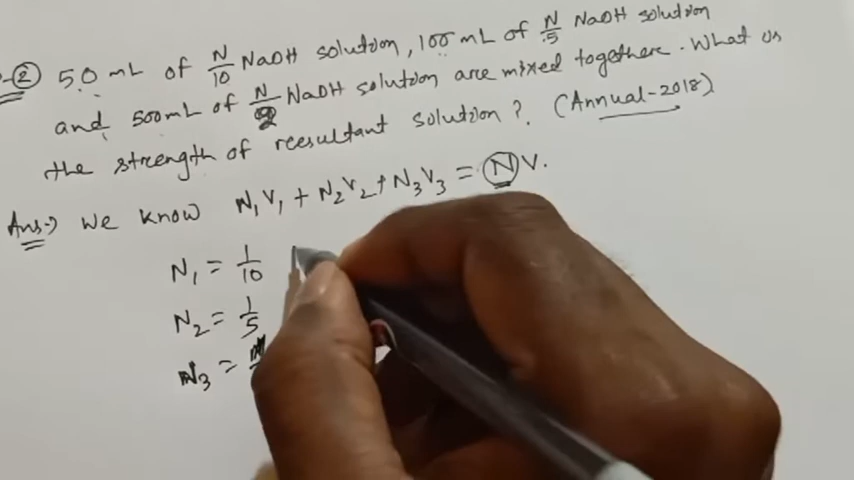 ② 50 mL of N/10 NaOH solution, 100 mL of N/5 NaOH solution
and 500 mL of N/2 NaOH solution are mixed together. What is
the strength of reesultant solution? (Annual-2018)
Ans:→ We know N₁V₁ + N₂V₂ + N₃V₃ = N V.
N₁ = 1/10
N₂ = 1/5
N₃ =